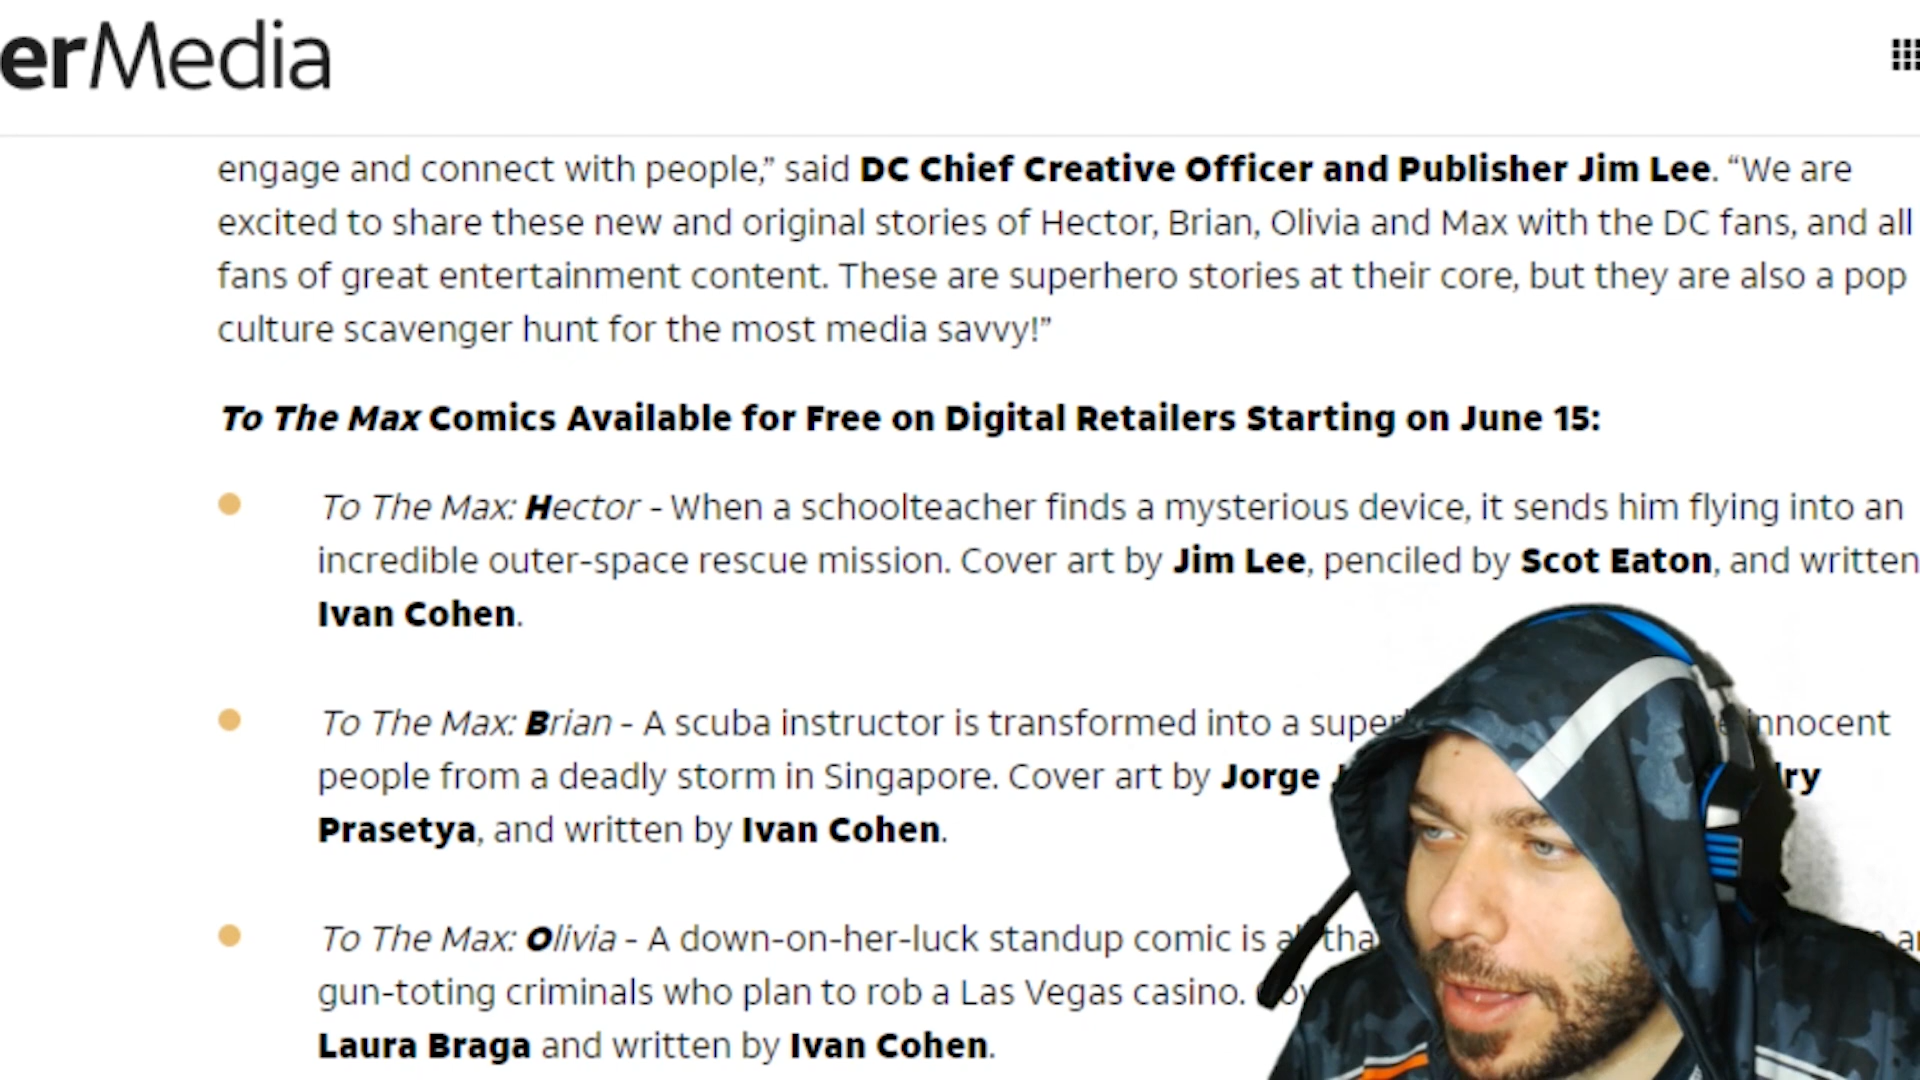 erMedia
engage and connect with people,” said DC Chief Creative Officer and Publisher Jim Lee. “We are
excited to share these new and original stories of Hector, Brian, Olivia and Max with the DC fans, and all
fans of great entertainment content. These are superhero stories at their core, but they are also a pop
culture scavenger hunt for the most media savvy!”
To The Max Comics Available for Free on Digital Retailers Starting on June 15:
To The Max: Hector - When a schoolteacher finds a mysterious device, it sends him flying into an
incredible outer-space rescue mission. Cover art by Jim Lee, penciled by Scot Eaton, and written
Ivan Cohen.
To The Max: Brian - A scuba instructor is transformed into a super innocent
people from a deadly storm in Singapore. Cover art by Jorge
Prasetya, and written by Ivan Cohen.
To The Max: Olivia - A down-on-her-luck standup comic is
gun-toting criminals who plan to rob a Las Vegas casino.
Laura Braga and written by Ivan Cohen.